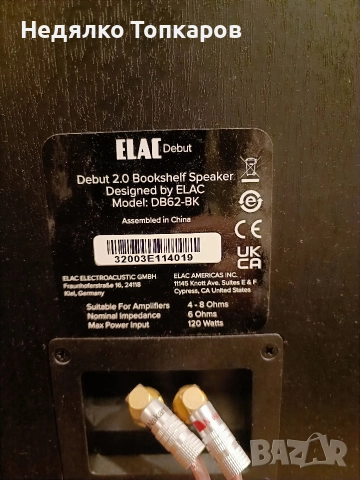 Недялко Топкаров
ELAC Debut
Debut 2.0 Bookshelf Speaker
Designed by ELAC
Model: DB62-BK
Assembled in China
32003E114019
CE
UK
CA
ELAC ELECTROACUSTIC GMBH
Fraunhoferstraße 16, 24118
Kiel, Germany
ELAC AMERICAS INC.
11145 Knott Ave. Suites E & F
Cypress, CA United States
Suitable For Amplifiers 4 - 8 Ohms
Nominal Impedance 6 Ohms
Max Power Input 120 Watts
BAZAR